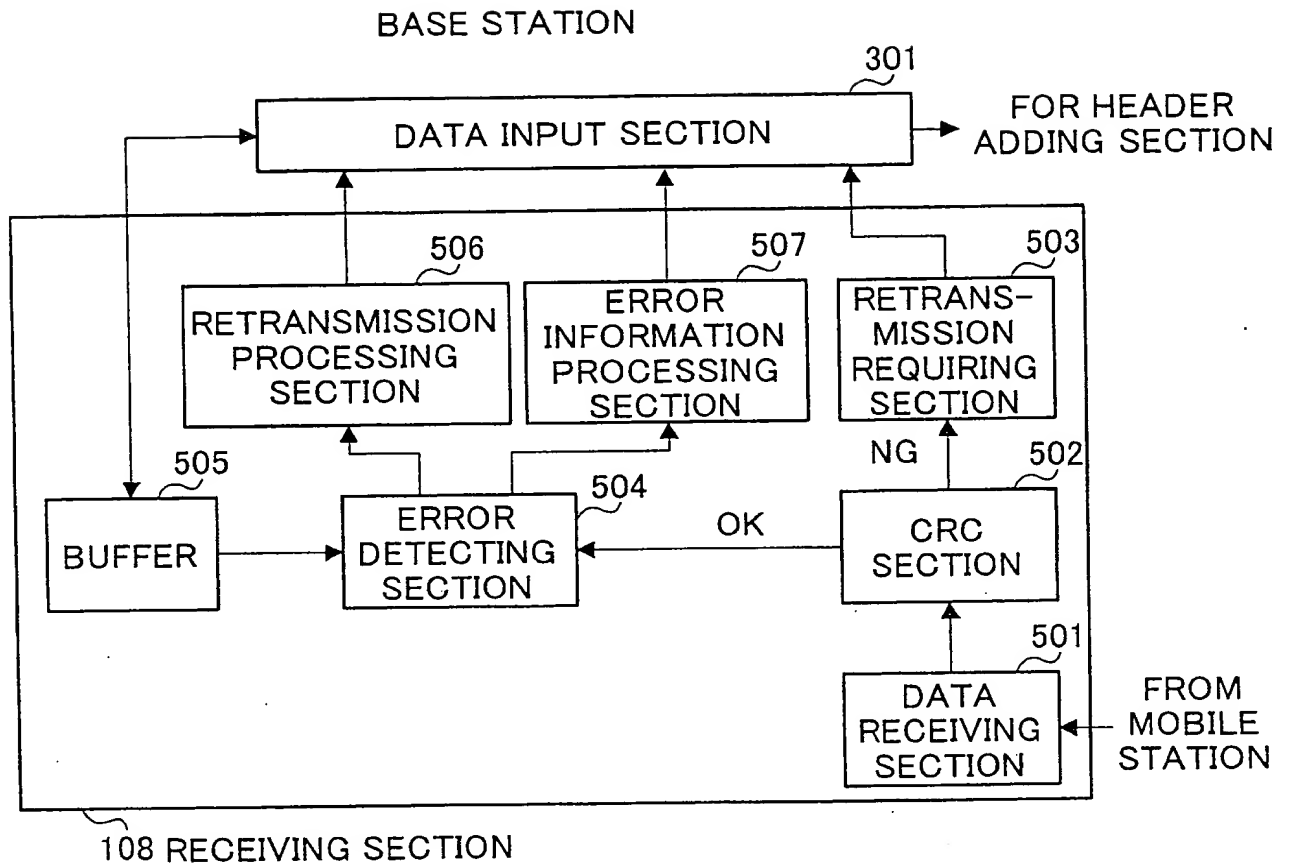 BASE STATION
301
DATA INPUT SECTION
FOR HEADER
ADDING SECTION
506
RETRANSMISSION
PROCESSING
SECTION
507
ERROR
INFORMATION
PROCESSING
SECTION
503
RETRANS-
MISSION
REQUIRING
SECTION
NG
505
BUFFER
504
ERROR
DETECTING
SECTION
OK
502
CRC
SECTION
501
DATA
RECEIVING
SECTION
FROM
MOBILE
STATION
108 RECEIVING SECTION